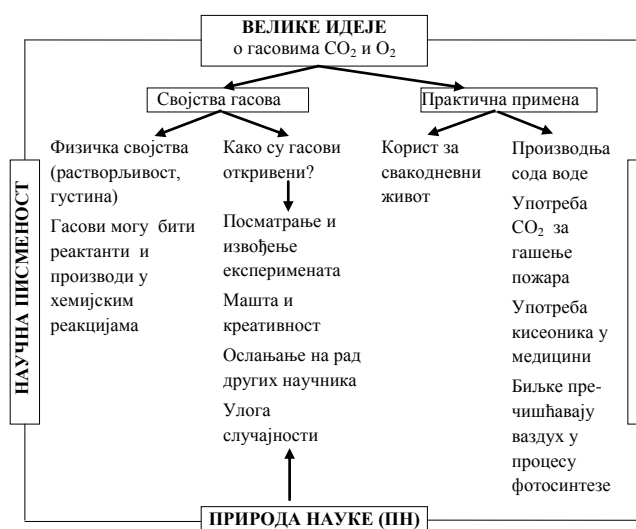 ВЕЛИКЕ ИДЕЈЕ
о гасовима CO₂ и O₂
Својства гасова
Практична примена
Физичка својства
(растворљивост,
густина)
Гасови могу бити
реактанти и
производи у
хемијским
реакцијама
Како су гасови
откривени?
Посматрање и
извођење
експеримената
Машта и
креативност
Ослањање на рад
других научника
Улога
случајности
Корист за
свакодневни
живот
Производња
сода воде
Употреба
CO₂ за
гашење
пожара
Употреба
кисеоника у
медицини
Биљке пре-
чишћавају
ваздух у
процесу
фотосинтезе
НАУЧНА ПИСМЕНОСТ
ПРИРОДА НАУКЕ (ПН)